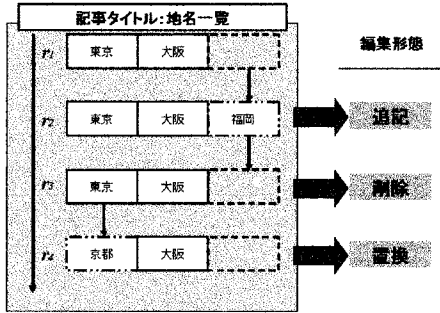 記事タイトル:地名一覧
編集形態
r1 東京 大阪
r2 東京 大阪 福岡 追記
r3 東京 大阪 削除
r4 京都 大阪 置換